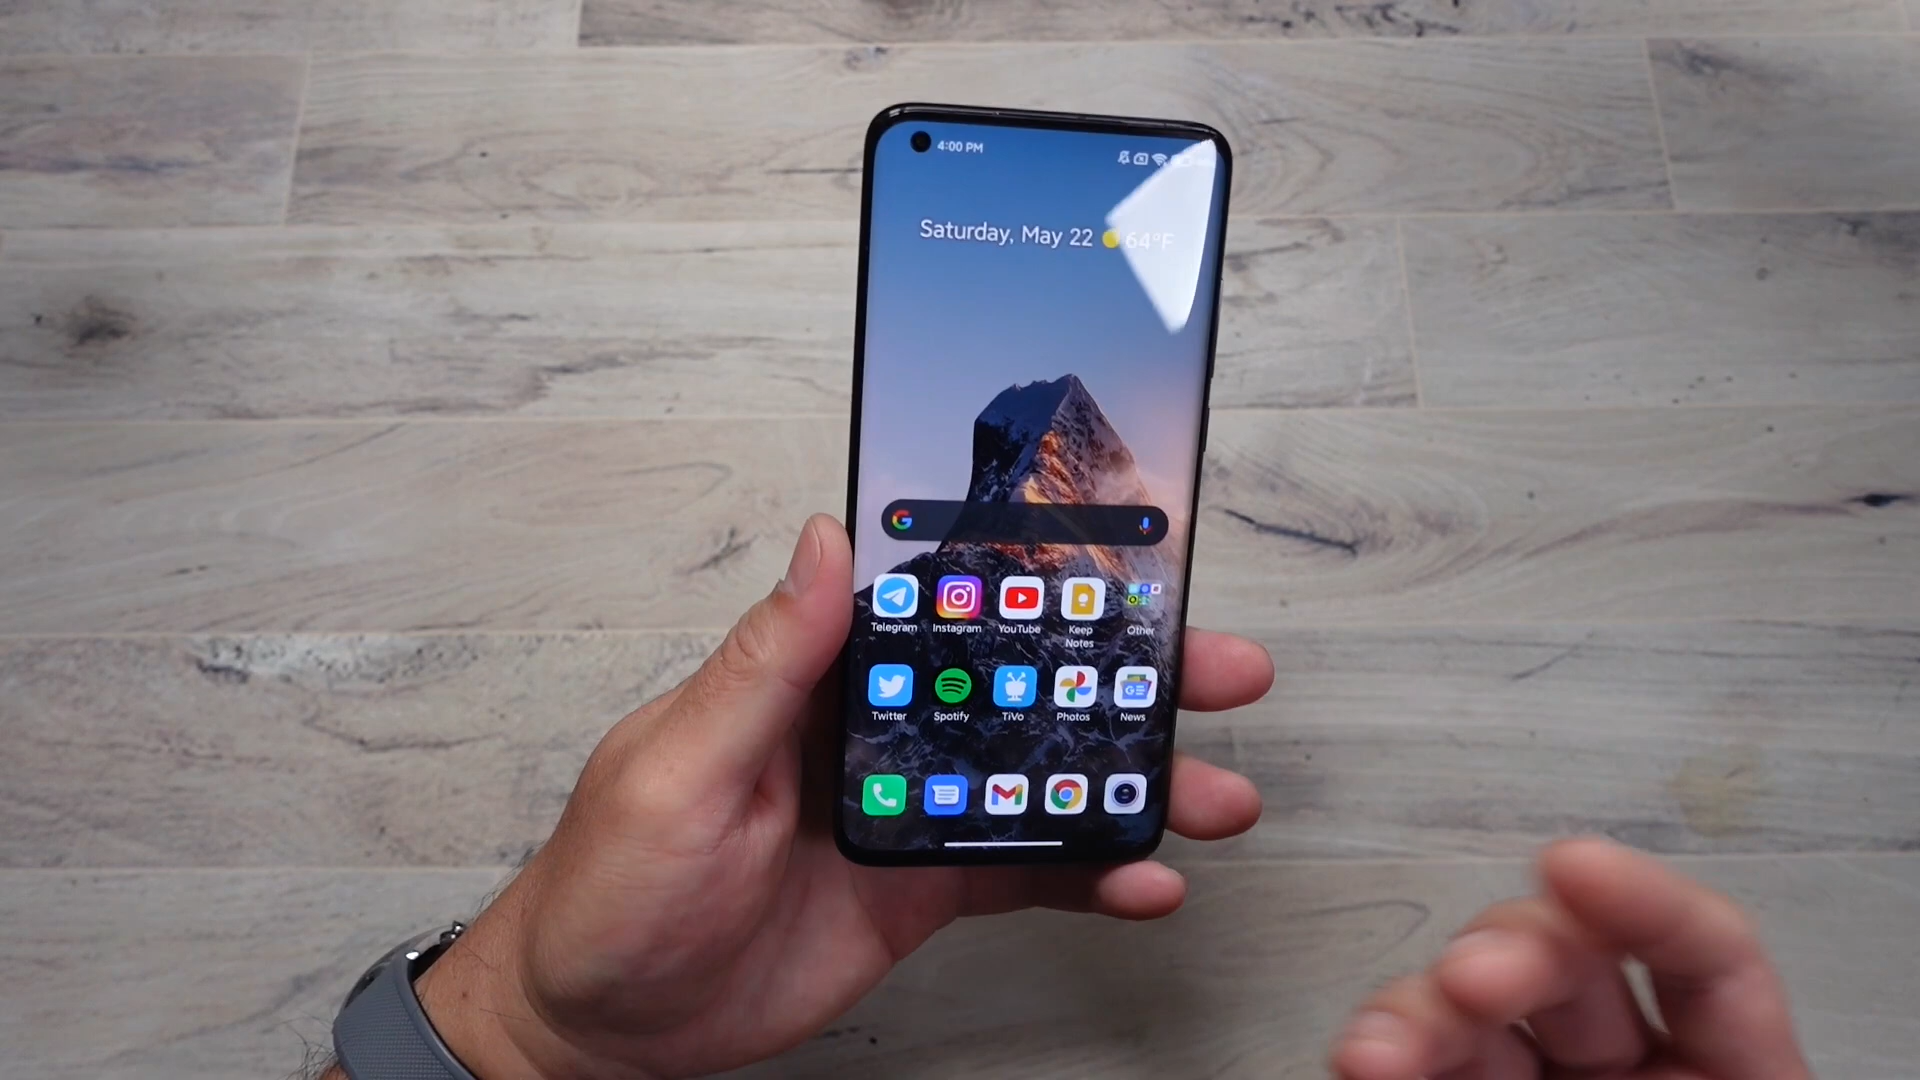 4:00 PM
Saturday, May 22 64°F
Telegram Instagram YouTube Keep Notes Other
Twitter Spotify TiVo Photos News